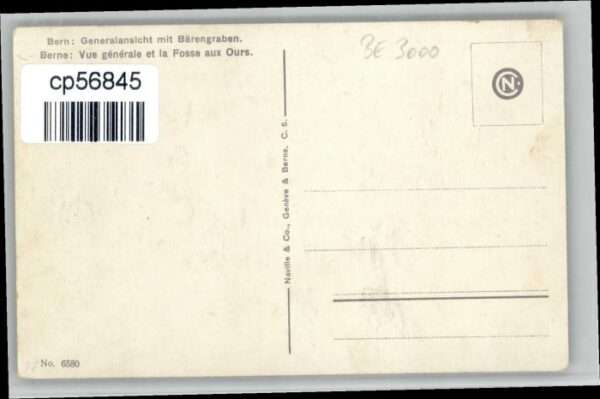 Bern: Generalansicht mit Bärengraben.
Berne: Vue générale et la Fosse aux Ours.
cp56845
BE 3000
CN
Naville & Co., Genève & Berne. C. S.
No. 6580